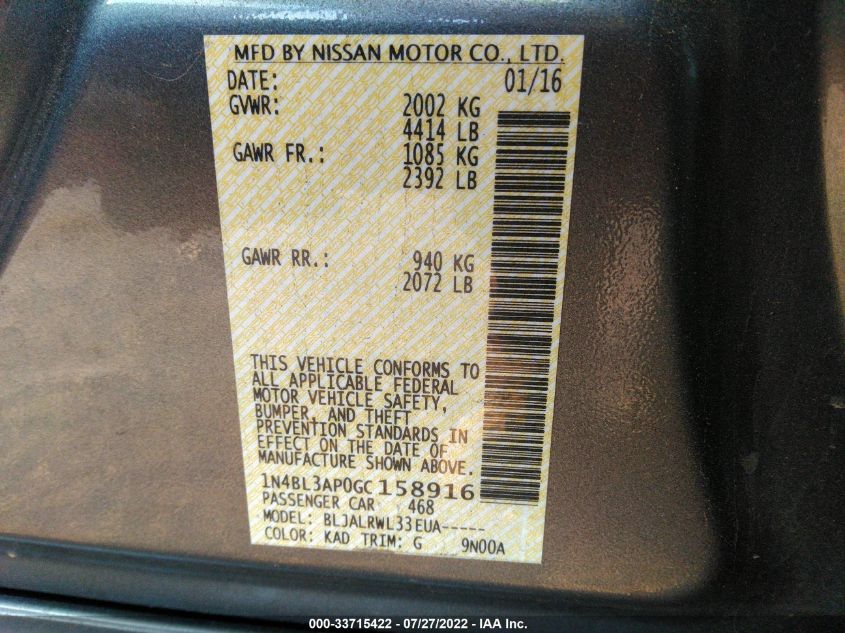 MFD BY NISSAN MOTOR CO., LTD.
DATE: 01/16
GVWR: 2002 KG
4414 LB
GAWR FR.: 1085 KG
2392 LB
GAWR RR.: 940 KG
2072 LB
THIS VEHICLE CONFORMS TO
ALL APPLICABLE FEDERAL
MOTOR VEHICLE SAFETY,
BUMPER, AND THEFT
PREVENTION STANDARDS IN
EFFECT ON THE DATE OF
MANUFACTURE SHOWN ABOVE.
1N4BL3AP0GC158916
PASSENGER CAR 468
MODEL: BLJALRWL33EUA-----
COLOR: KAD TRIM: G 9N00A
000-33715422 - 07/27/2022 - IAA Inc.